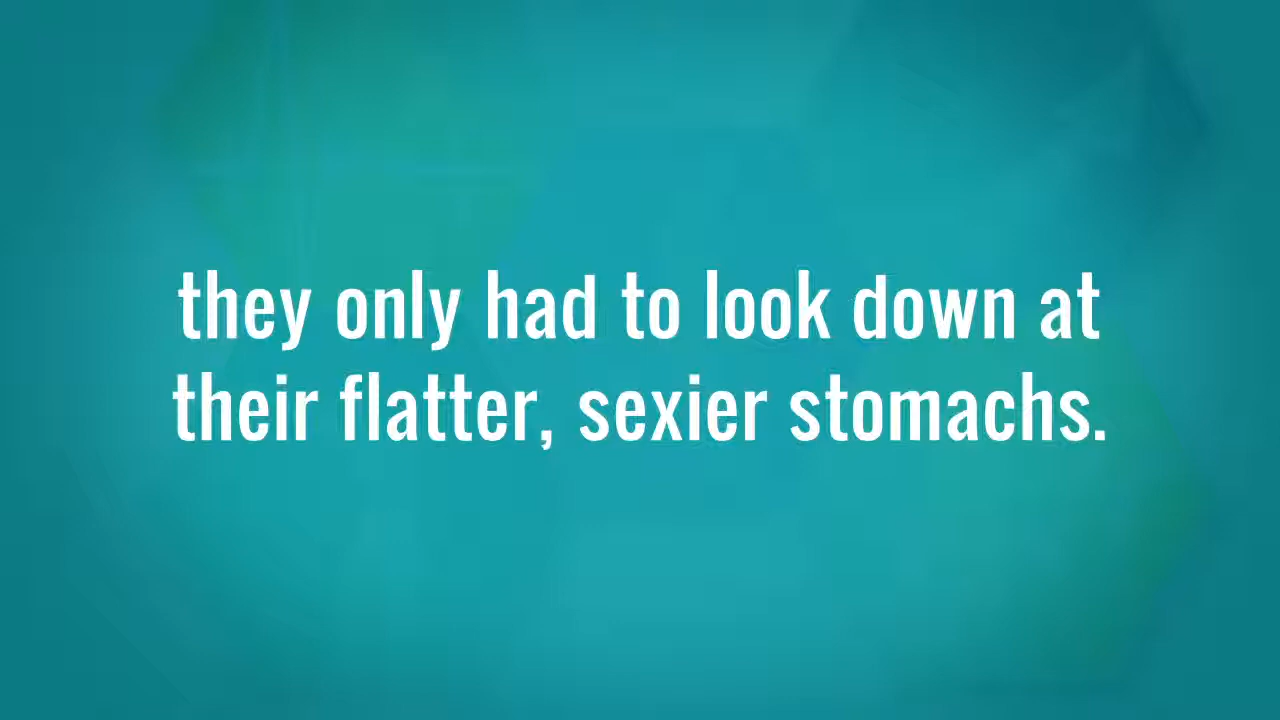 they only had to look down at
their flatter, sexier stomachs.